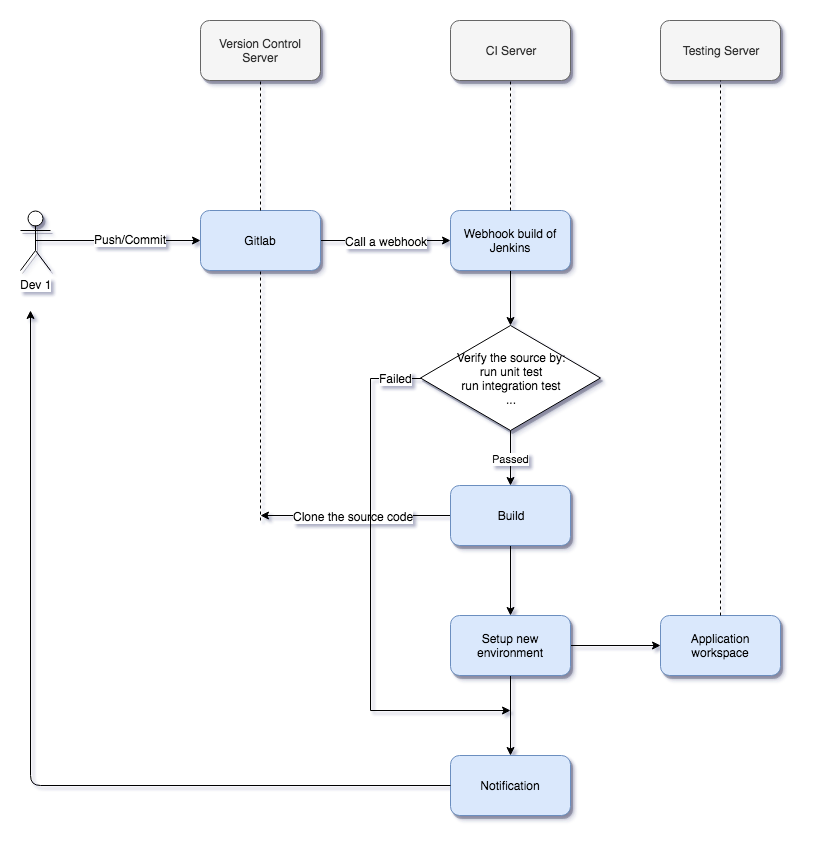 Version Control
Server
CI Server
Testing Server
Push/Commit
Gitlab
Call a webhook
Webhook build of
Jenkins
Dev 1
Verify the source by:
run unit test
run integration test
...
Failed
Passed
Clone the source code
Build
Setup new
environment
Application
workspace
Notification